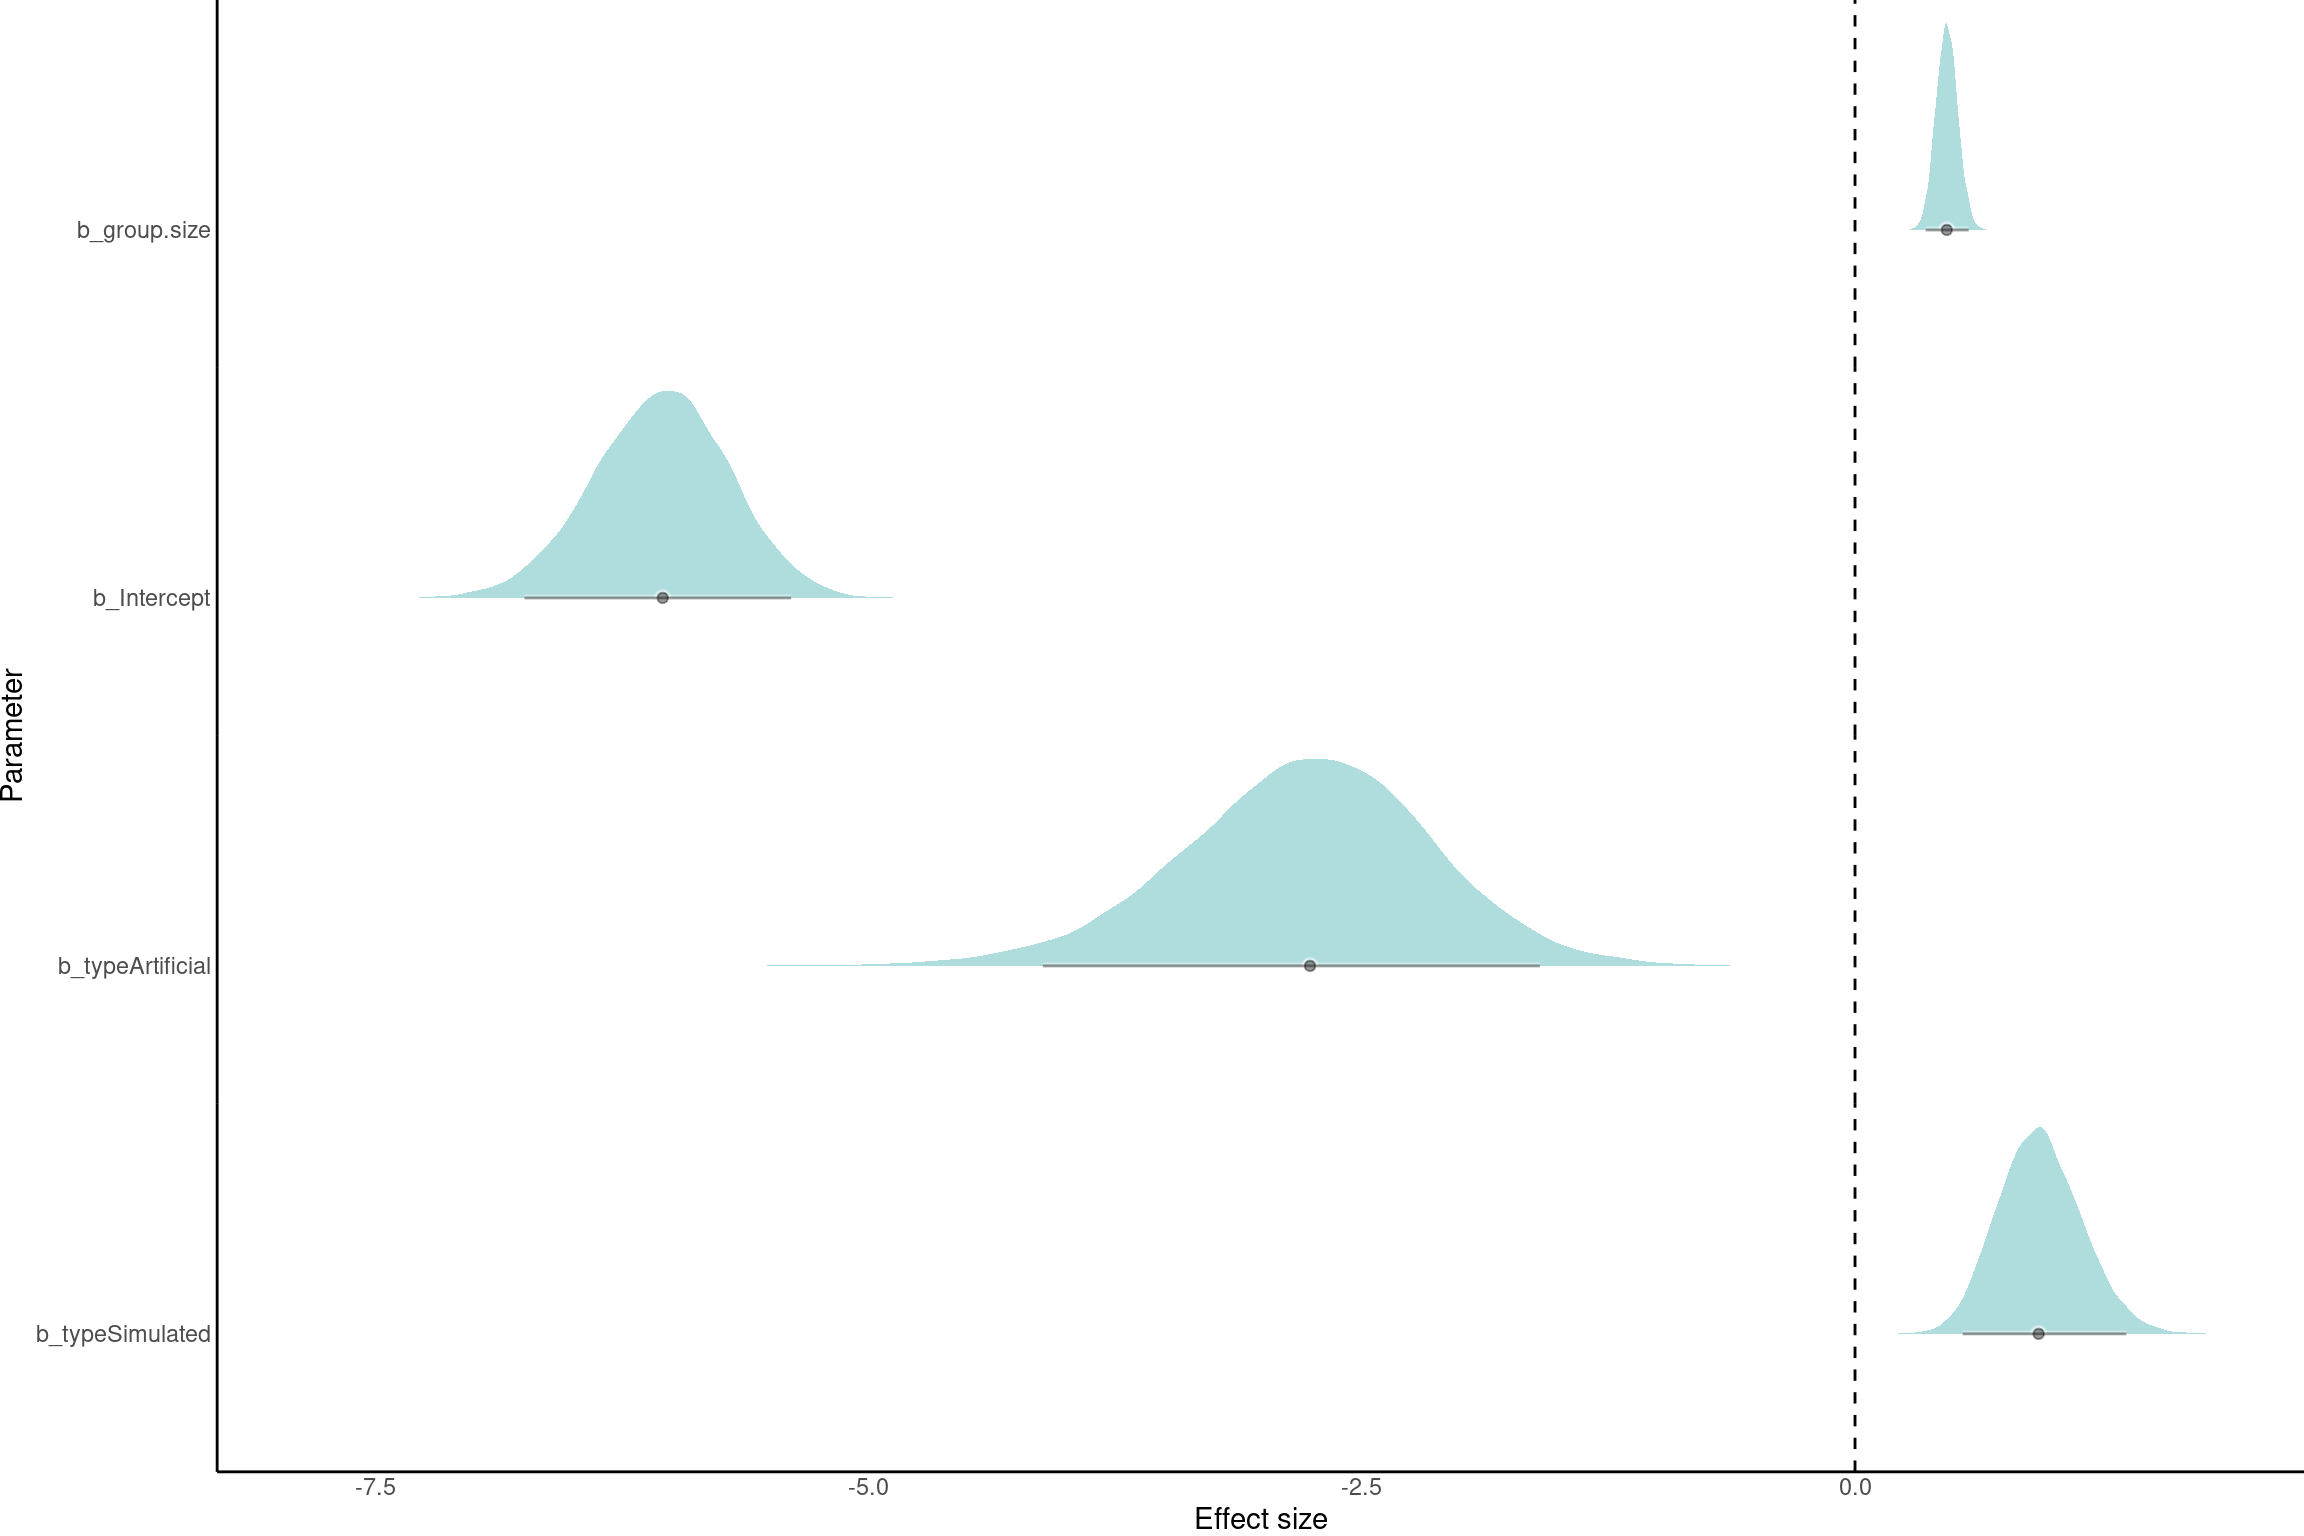 b_group.size
b_Intercept
b_typeArtificial
b_typeSimulated
Parameter
-7.5 -5.0 -2.5 0.0
Effect size